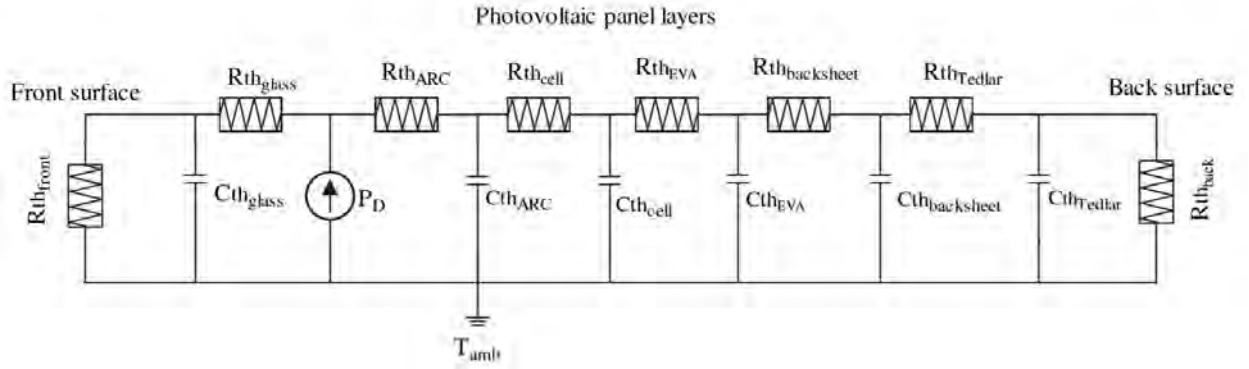 Photovoltaic panel layers
Front surface
Rth_glass
Rth_ARC
Rth_cell
Rth_EVA
Rth_backsheet
Rth_Tedlar
Back surface
Rth_front
Cth_glass
P_D
Cth_ARC
Cth_cell
Cth_EVA
Cth_backsheet
Cth_Tedlar
Rth_back
T_amb